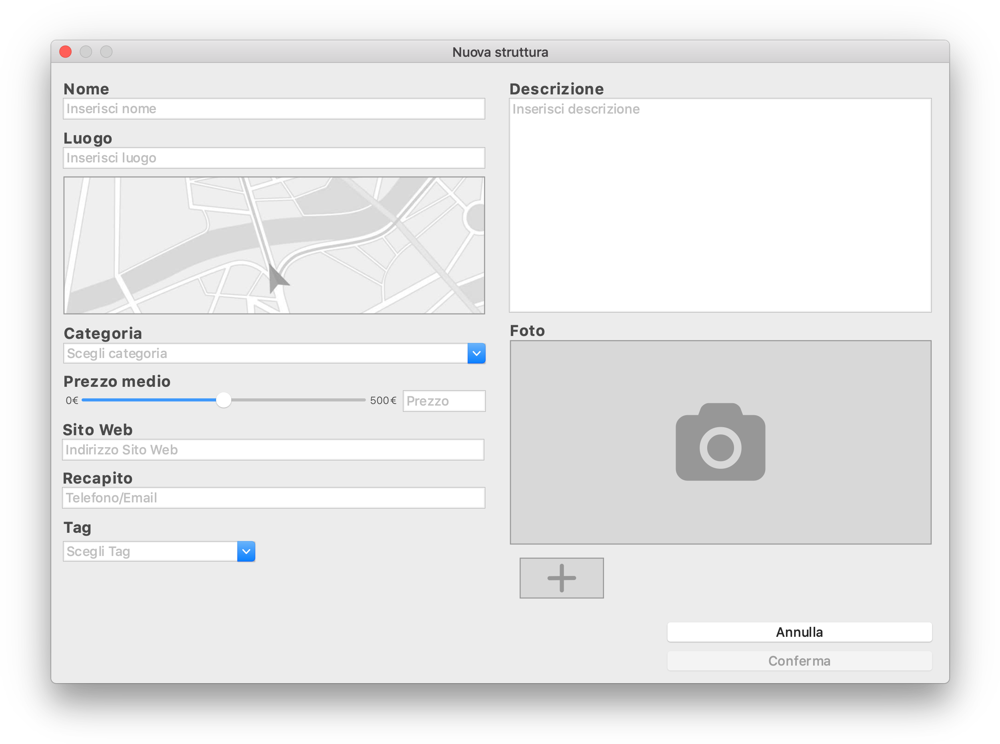 Nuova struttura
Nome
Inserisci nome
Luogo
Inserisci luogo
Categoria
Scegli categoria
Prezzo medio
0€ 500€ Prezzo
Sito Web
Indirizzo Sito Web
Recapito
Telefono/Email
Tag
Scegli Tag
Descrizione
Inserisci descrizione
Foto
Annulla
Conferma